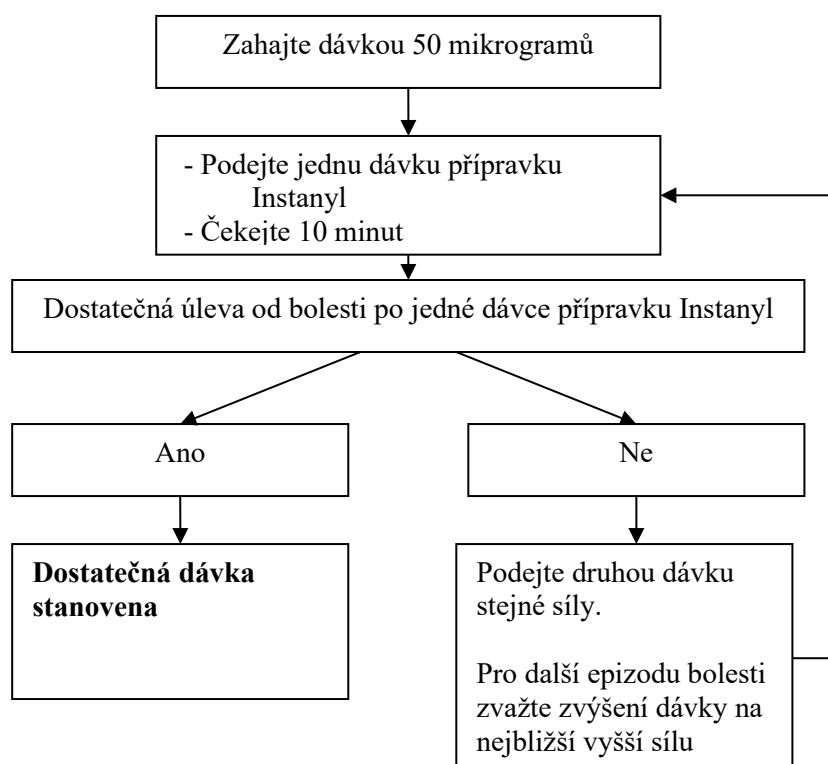 Zahajte dávkou 50 mikrogramů
- Podejte jednu dávku přípravku
Instanyl
- Čekejte 10 minut
Dostatečná úleva od bolesti po jedné dávce přípravku Instanyl
Ano
Ne
Dostatečná dávka
stanovena
Podejte druhou dávku
stejné síly.
Pro další epizodu bolesti
zvažte zvýšení dávky na
nejbližší vyšší sílu